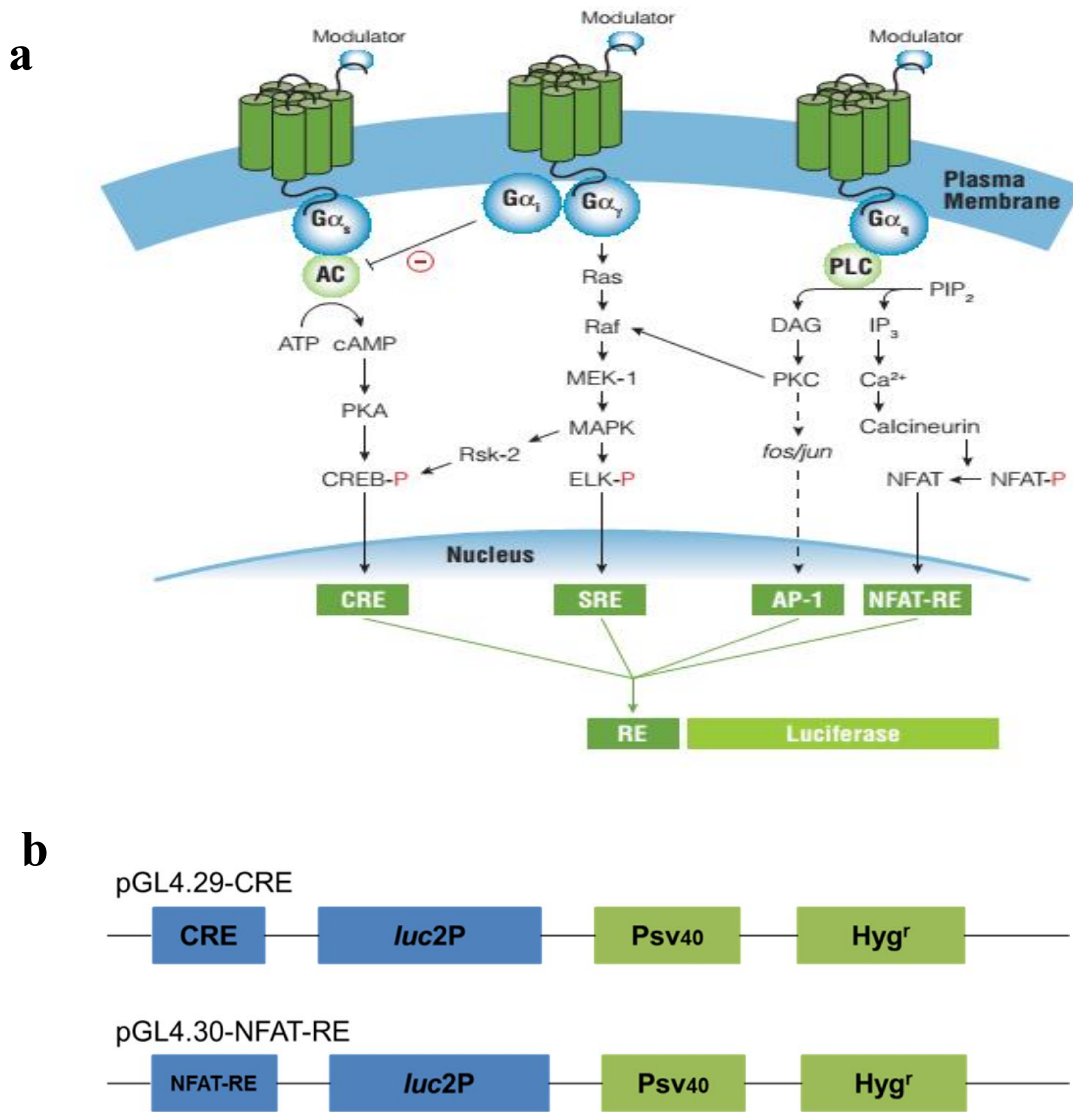 a
Modulator
Modulator
Modulator
Plasma
Membrane
Gαs
Gαi
Gαγ
Gαq
AC
PLC
PIP2
Ras
ATP cAMP
Raf
DAG
IP3
MEK-1
PKC
Ca2+
PKA
MAPK
Calcineurin
Rsk-2
fos/jun
CREB-P
ELK-P
NFAT
NFAT-P
Nucleus
CRE
SRE
AP-1
NFAT-RE
RE
Luciferase
b
pGL4.29-CRE
CRE
luc2P
Psv40
Hygr
pGL4.30-NFAT-RE
NFAT-RE
luc2P
Psv40
Hygr